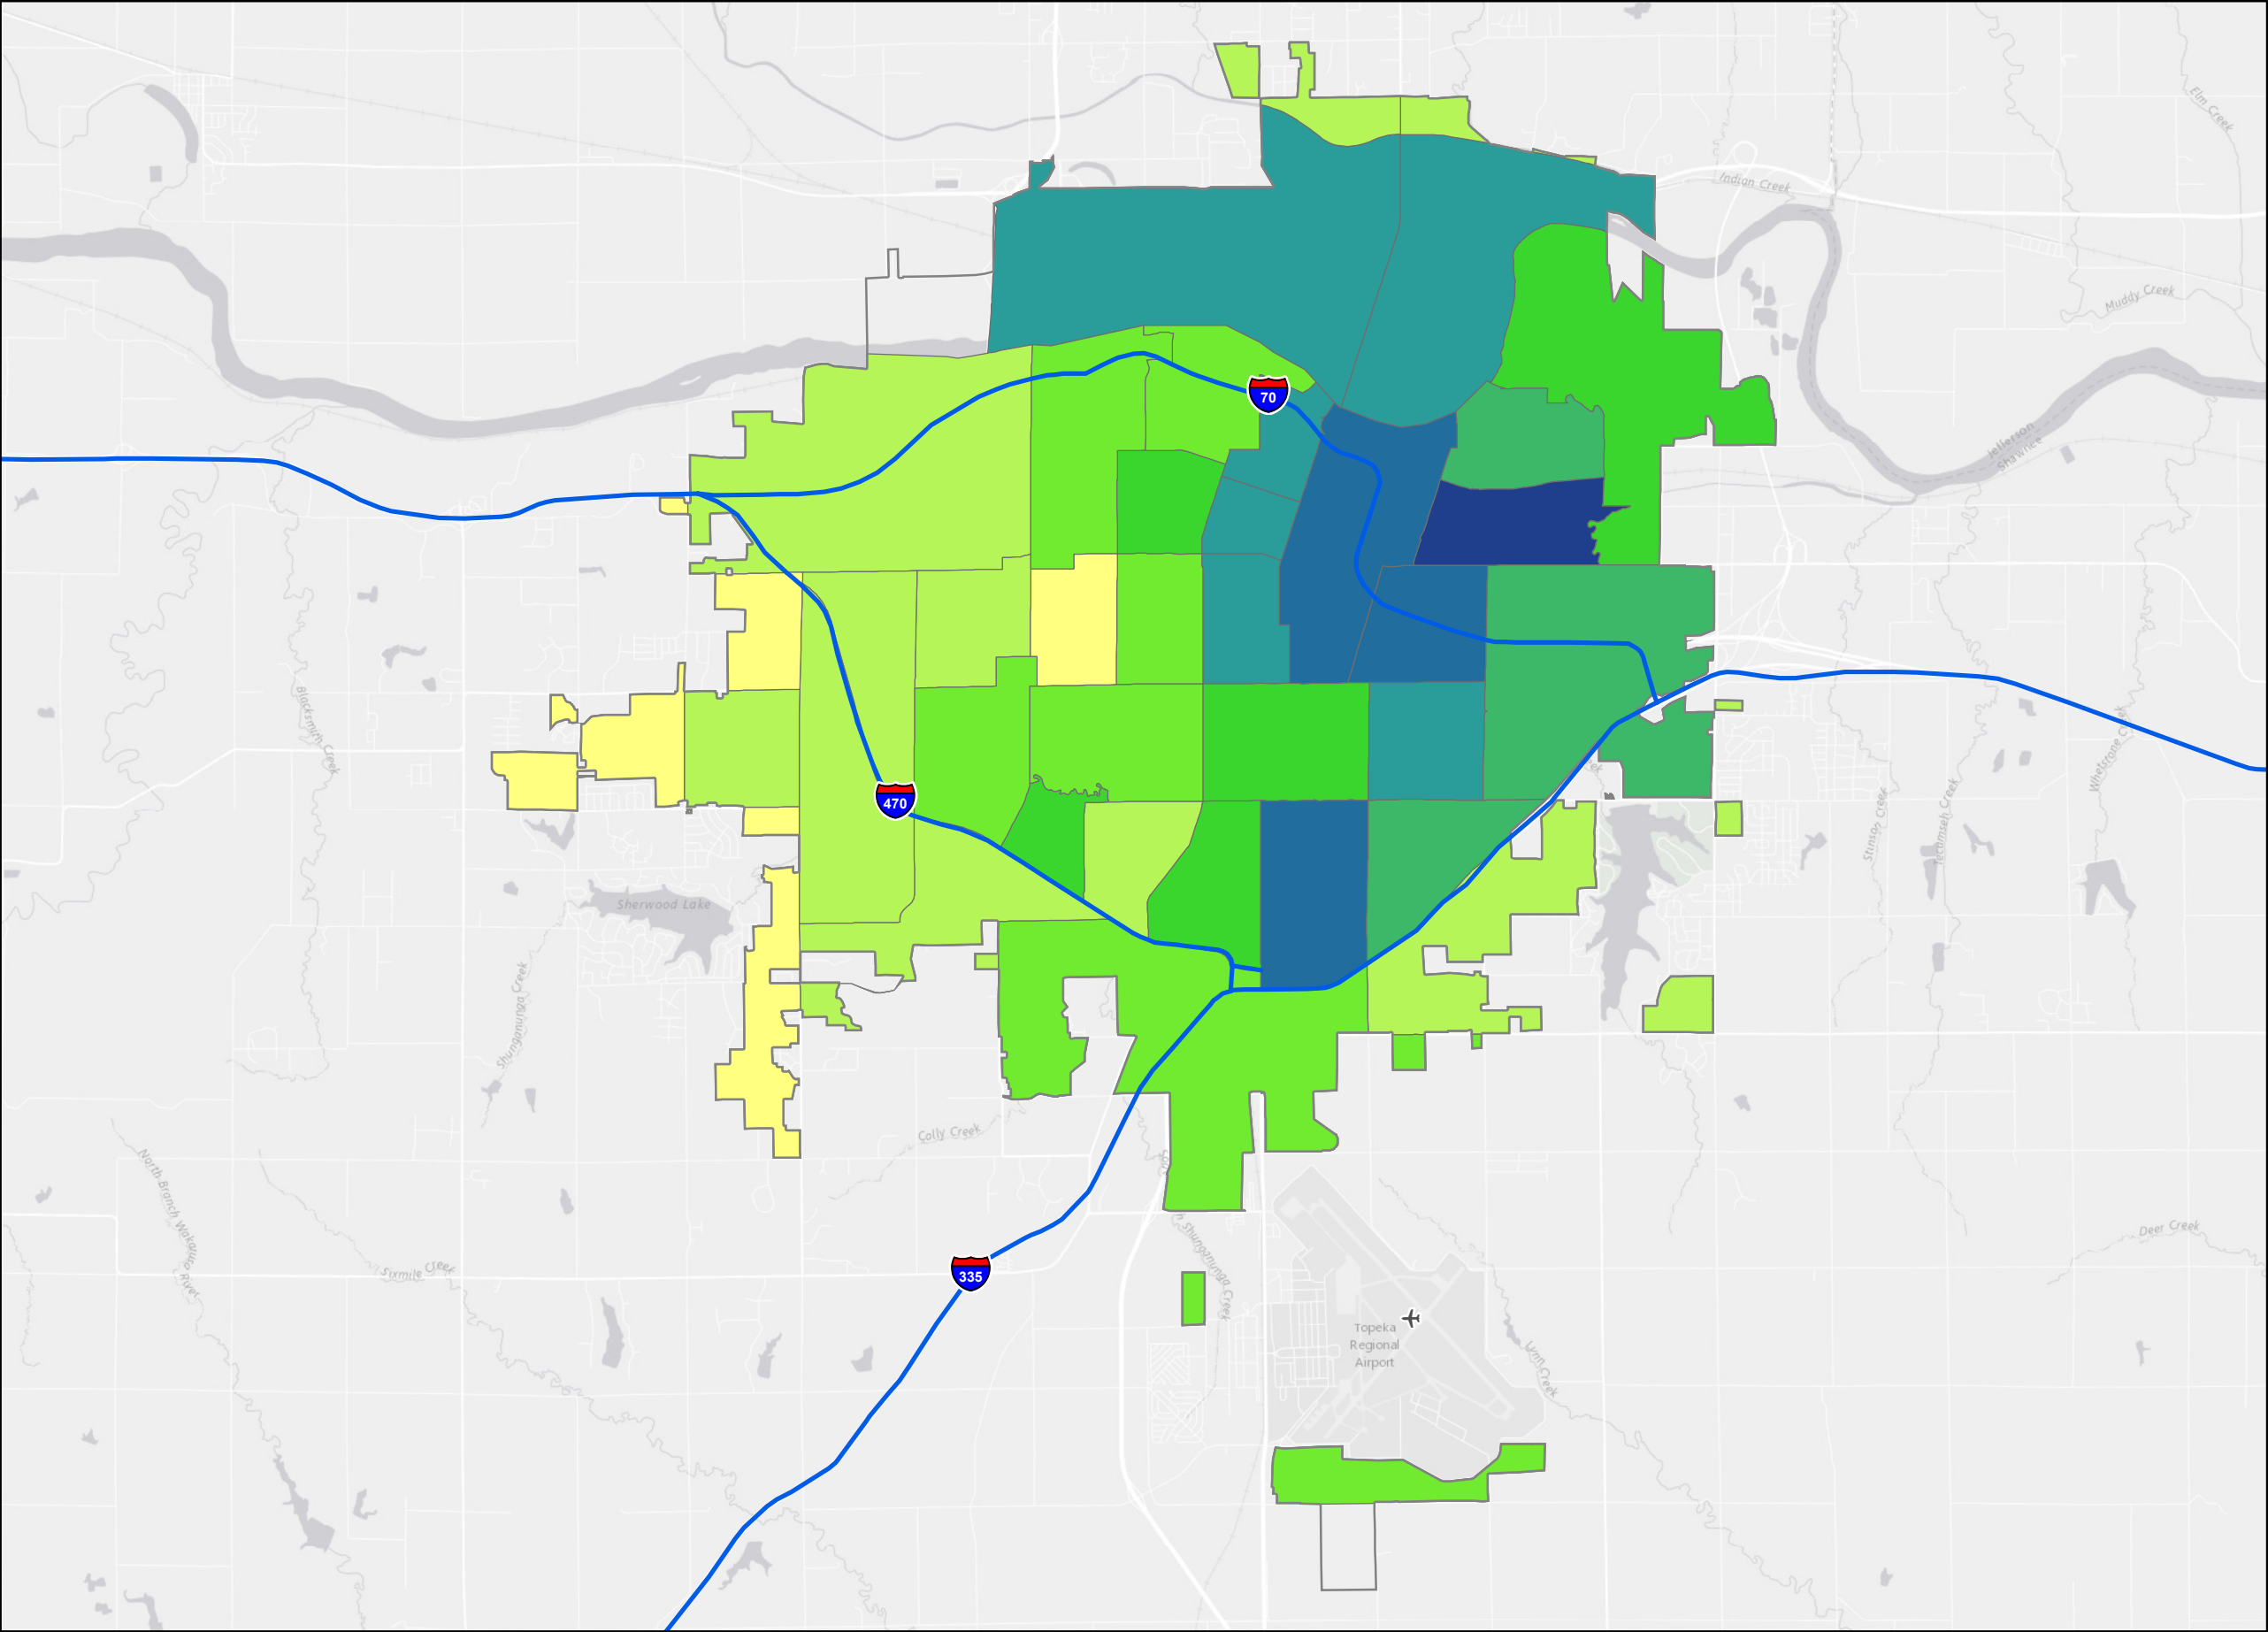 Elm Creek
Indian Creek
Muddy Creek
70
Jefferson
Shawnee
Blacksmith Creek
Whetstone Creek
470
Stinson Creek
Tecumseh Creek
Sherwood Lake
Shunganunga Creek
Colly Creek
North Branch Wakarusa River
Shunganunga Creek
Deer Creek
Sixmile Creek
335
Topeka
Regional
Airport
Lynn Creek